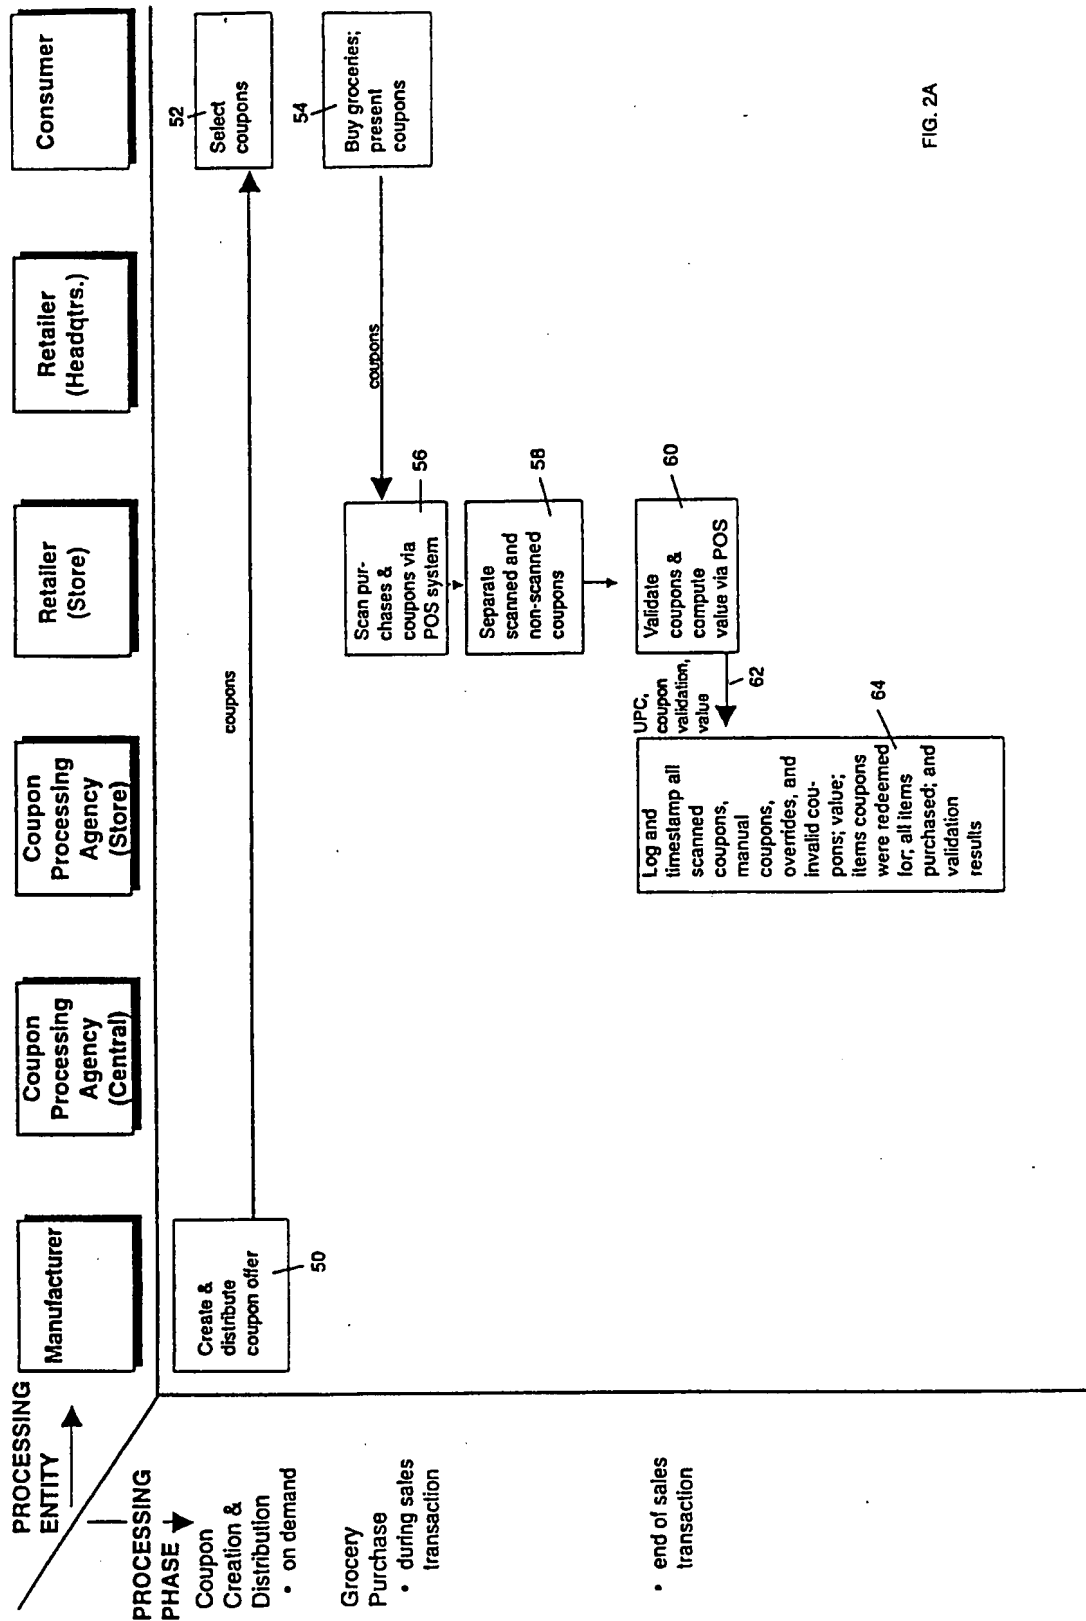 PROCESSING
ENTITY
Manufacturer
Coupon
Processing
Agency
(Central)
Coupon
Processing
Agency
(Store)
Retailer
(Store)
Retailer
(Headqtrs.)
Consumer
PROCESSING
PHASE
Coupon
Creation &
Distribution
• on demand
Create &
distribute
coupon offer
50
coupons
52
Select
coupons
Grocery
Purchase
• during sales
transaction
54
Buy groceries;
present
coupons
coupons
Scan pur-
chases &
coupons via
POS system
56
Separate
scanned and
non-scanned
coupons
58
• end of sales
transaction
Validate
coupons &
compute
value via POS
60
UPC,
coupon
validation,
value
62
Log and
timestamp all
scanned
coupons,
manual
coupons,
overrides, and
invalid cou-
pons; value;
items coupons
were redeemed
for; all items
purchased; and
validation
results
64
FIG. 2A